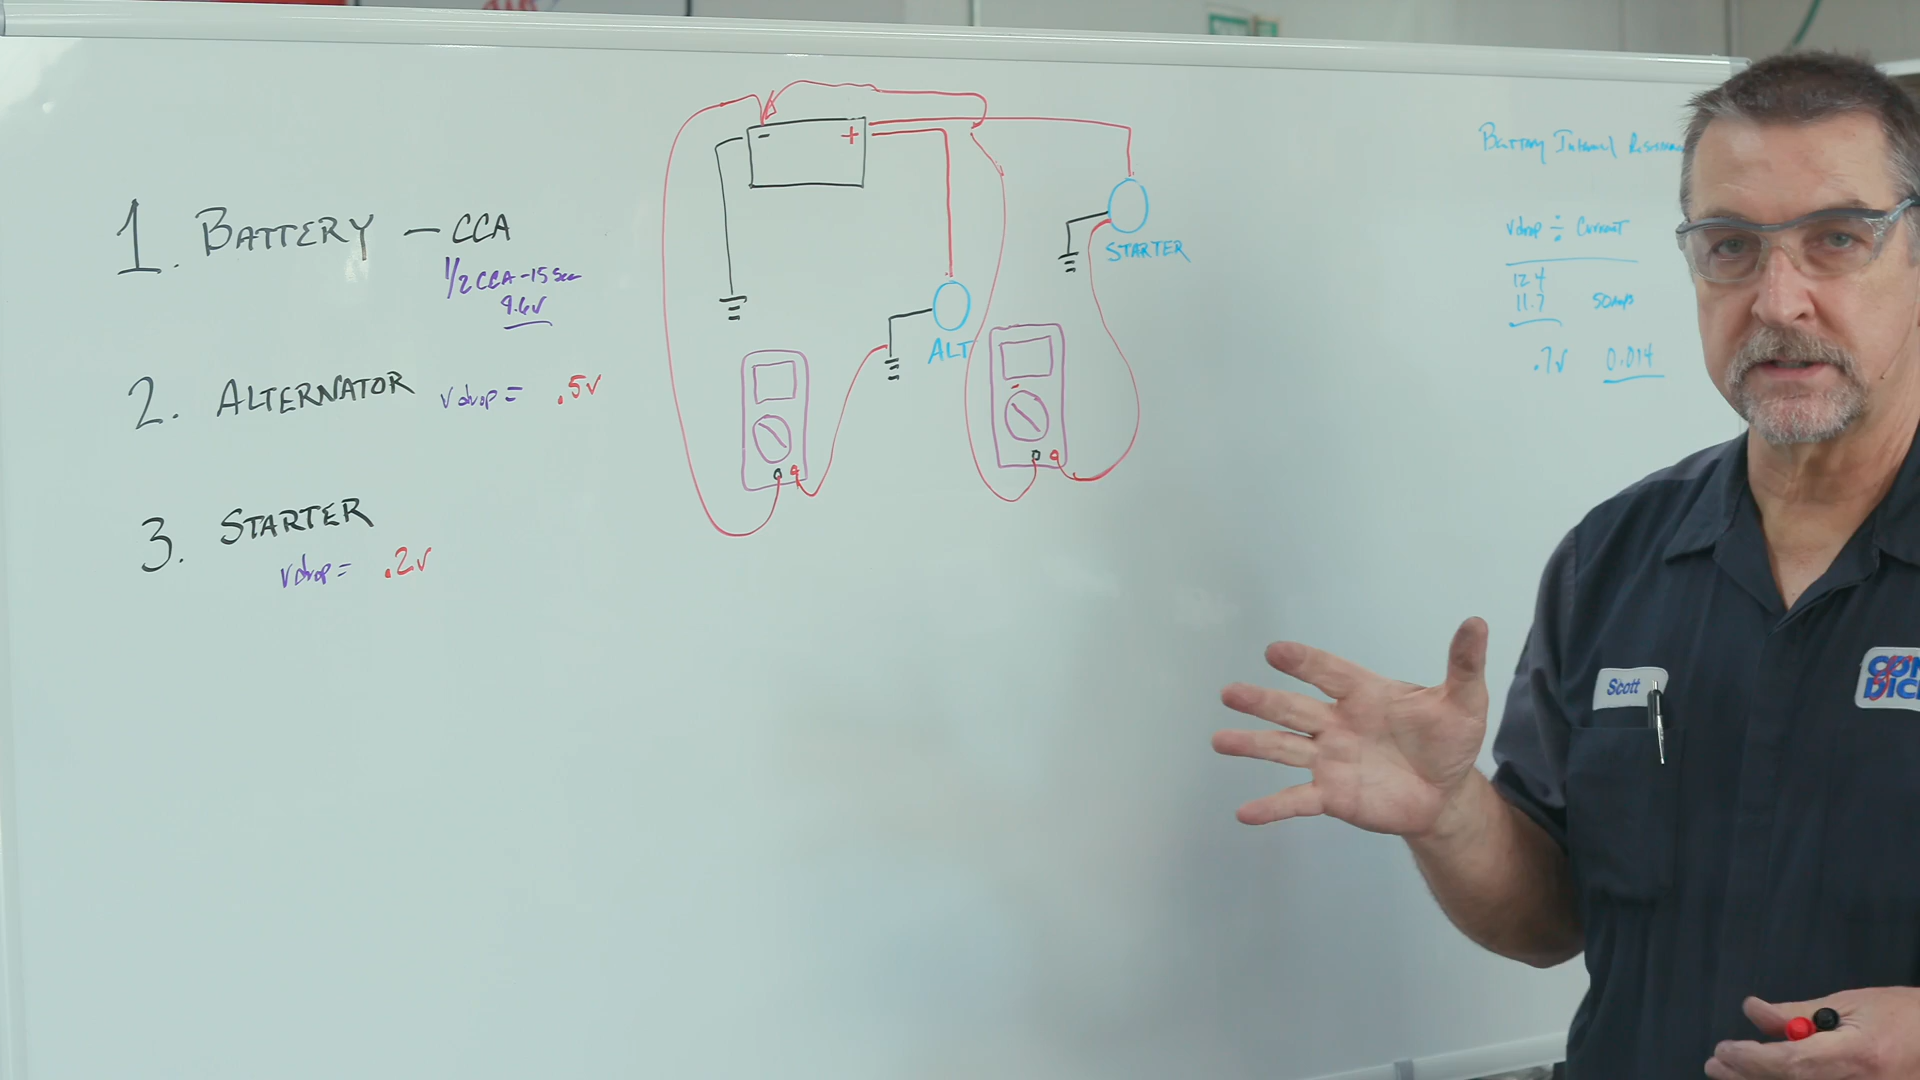 1. BATTERY – CCA
1/2 CCA - 15 Sec
9.6V
2. ALTERNATOR vdrop = .5V
3. STARTER
vdrop = .2V
- +
ALT
STARTER
Battery Internal
vdrop ÷ Current
12.4
11.7 50Amps
.7V 0.014
Scott